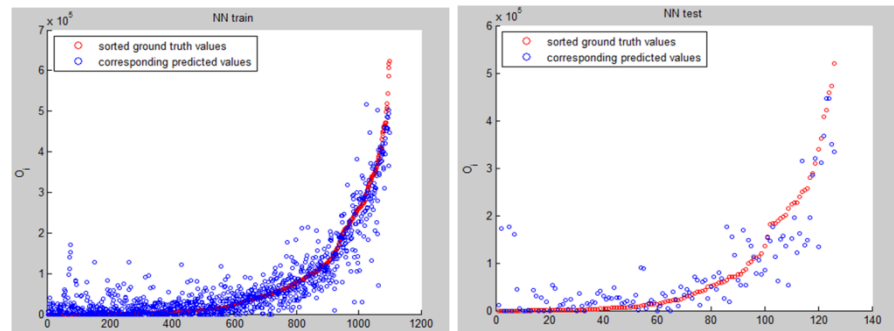 NN train
x 10^5
sorted ground truth values
corresponding predicted values
7
6
5
4
3
2
1
0
O_i
0 200 400 600 800 1000 1200
NN test
x 10^5
sorted ground truth values
corresponding predicted values
6
5
4
3
2
1
0
O_i
0 20 40 60 80 100 120 140